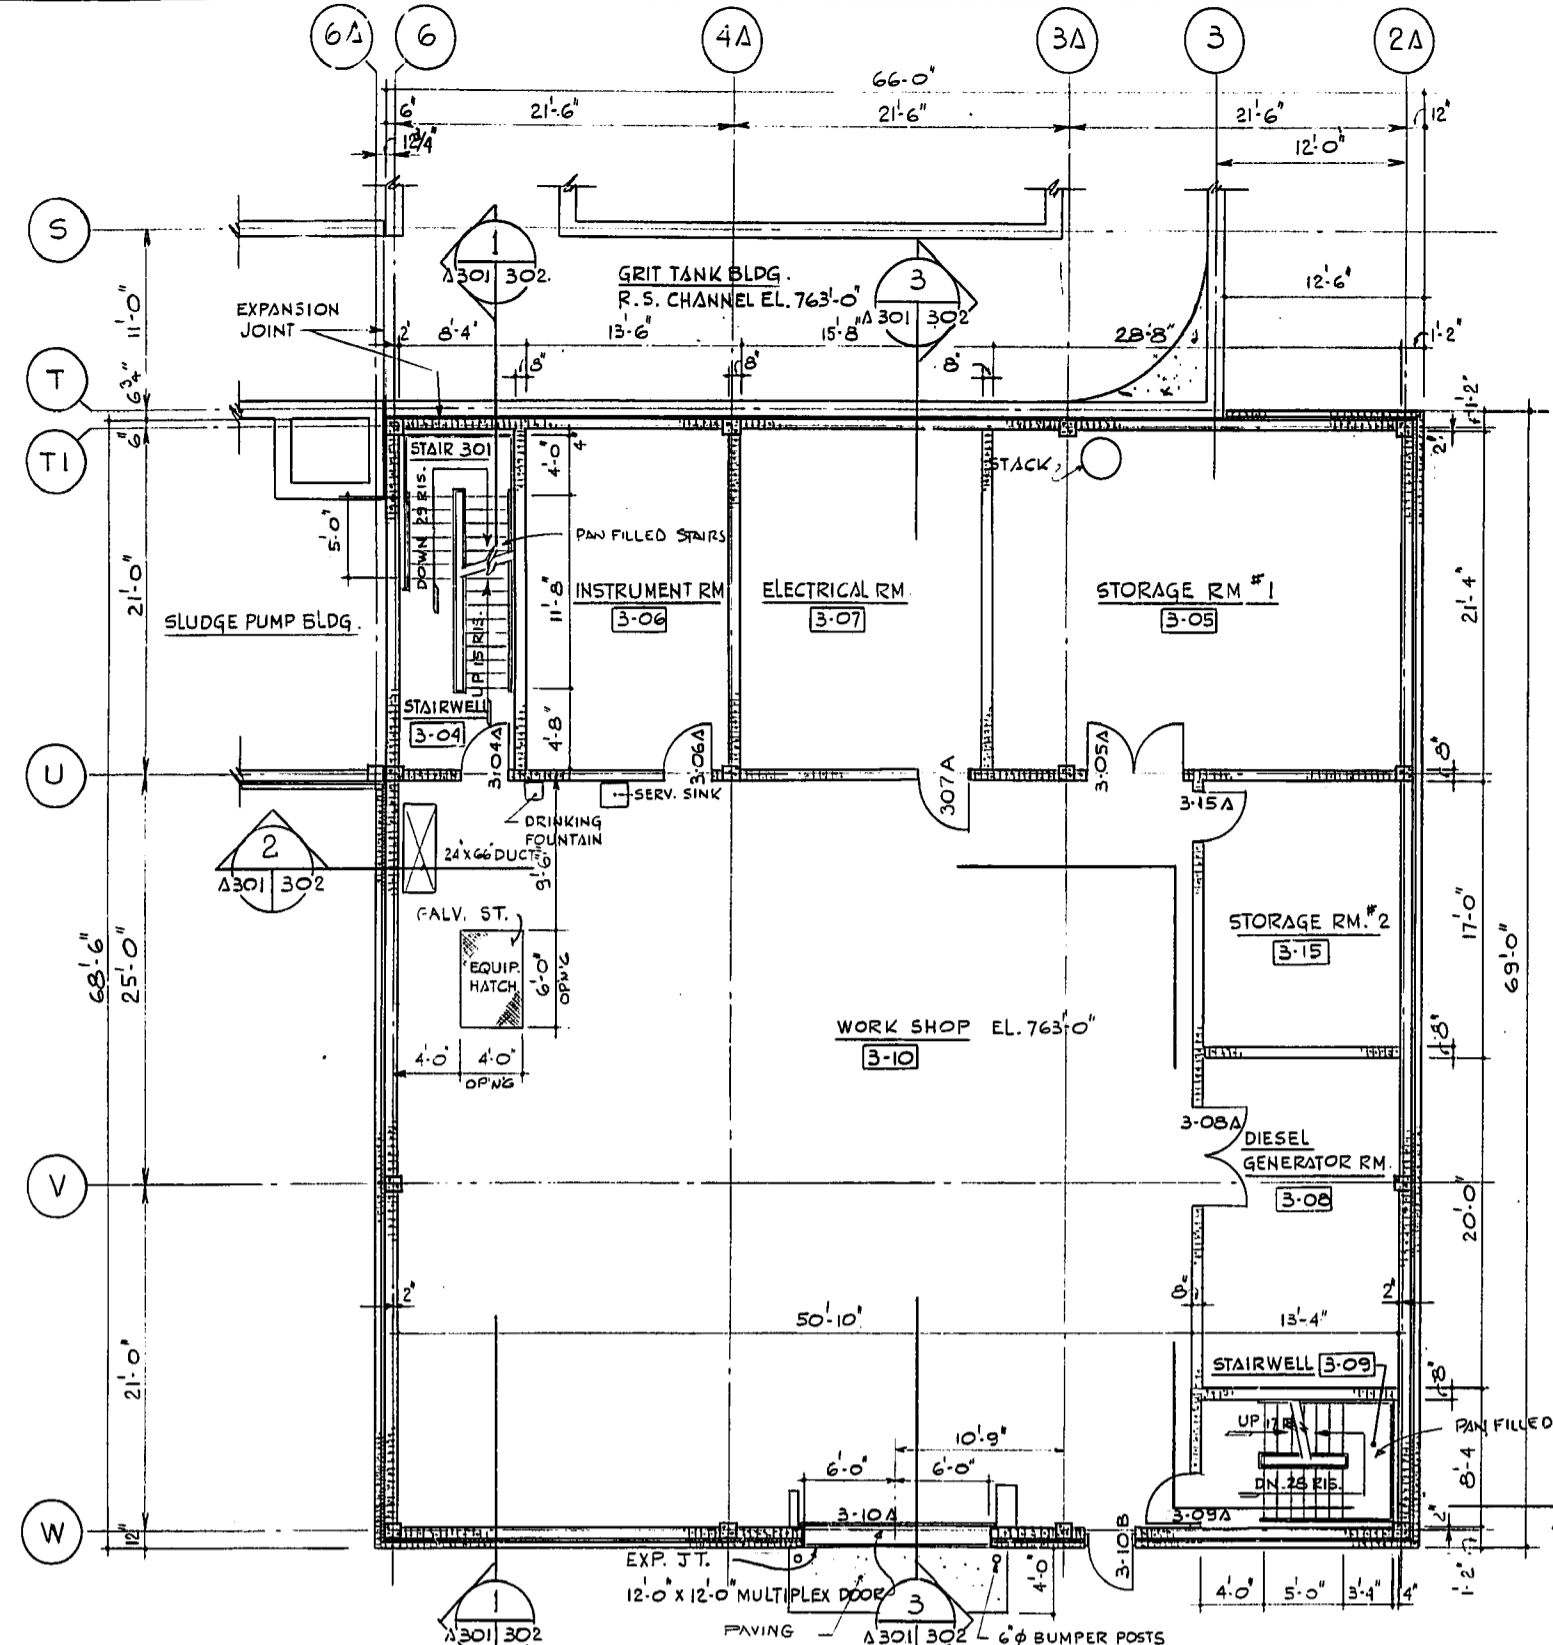 6A 6 4A 3A 3 2A
66'-0"
6" 21'-6" 21'-6" 21'-6" 12"
12 3/4" 12'-0"
S
1
A301 302
GRIT TANK BLDG.
R.S. CHANNEL EL. 763'-0"
3
A301 302
12'-6"
11'-0"
EXPANSION
JOINT
2" 8'-4" 13'-6" 15'-8" 28'-8" 1'-2"
8" 8" 8"
T
6 3/4"
1'-2"
T1
6"
2"
STAIR 301
4'-0" 4"
STACK
DOWN 29 RIS.
5'-0"
PAN FILLED STAIRS
21'-0"
11'-8"
INSTRUMENT RM
3-06
ELECTRICAL RM.
3-07
STORAGE RM #1
3-05
21'-4"
SLUDGE PUMP BLDG.
UP 15 RIS.
STAIRWELL
3-04
4'-8"
3-04A
3-06A
307A
3-05A
U
8"
3-15A
SERV. SINK
DRINKING
FOUNTAIN
2
A301 302
24"x66" DUCT
9'-6"
GALV. ST.
EQUIP.
HATCH
6'-0"
OP'N'G
STORAGE RM. #2
3-15
17'-0"
68'-6"
25'-0"
69'-0"
WORK SHOP EL. 763'-0"
3-10
8"
4'-0" 4'-0"
OP'N'G
3-08A
DIESEL
GENERATOR RM.
3-08
V
20'-0"
2" 8" 2"
50'-10" 13'-4"
21'-0"
STAIRWELL 3-09
8"
UP 17 R.
PAN FILLED
10'-9"
6'-0" 6'-0"
DN. 28 RIS.
8'-4
3-10A
3-09A
2"
W
12"
3-10B
EXP. JT.
4'-0"
1'-2"
12'-0" x 12'-0" MULTIPLEX DOOR
4'-0" 5'-0" 3'-4" 4"
1
A301 302
PAVING
3
A301 302
6"φ BUMPER POSTS